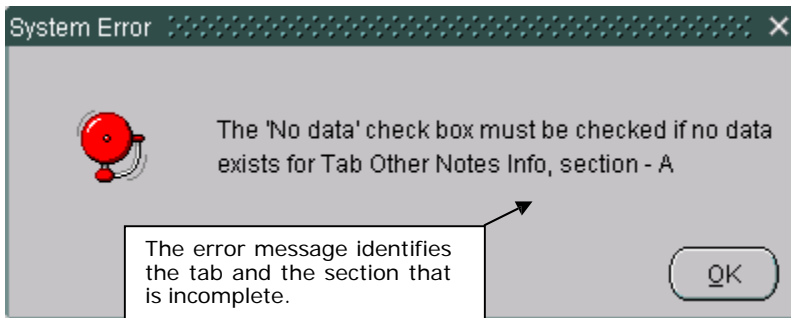 System Error
The 'No data' check box must be checked if no data
exists for Tab Other Notes Info, section - A
The error message identifies
the tab and the section that
is incomplete.
OK